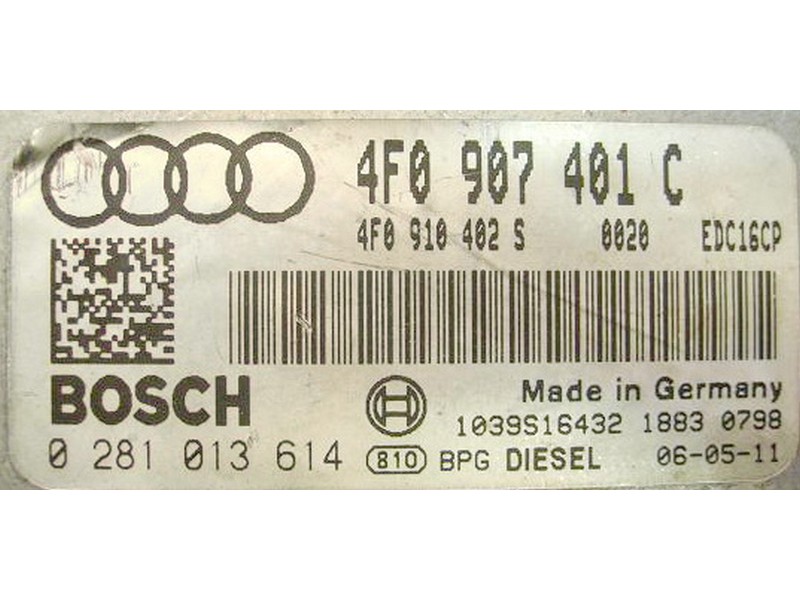 4F0 907 401 C
4F0 910 402 S 0020 EDC16CP
BOSCH
Made in Germany
1039S16432 1883 0798
0 281 013 614 810 BPG DIESEL 06-05-11